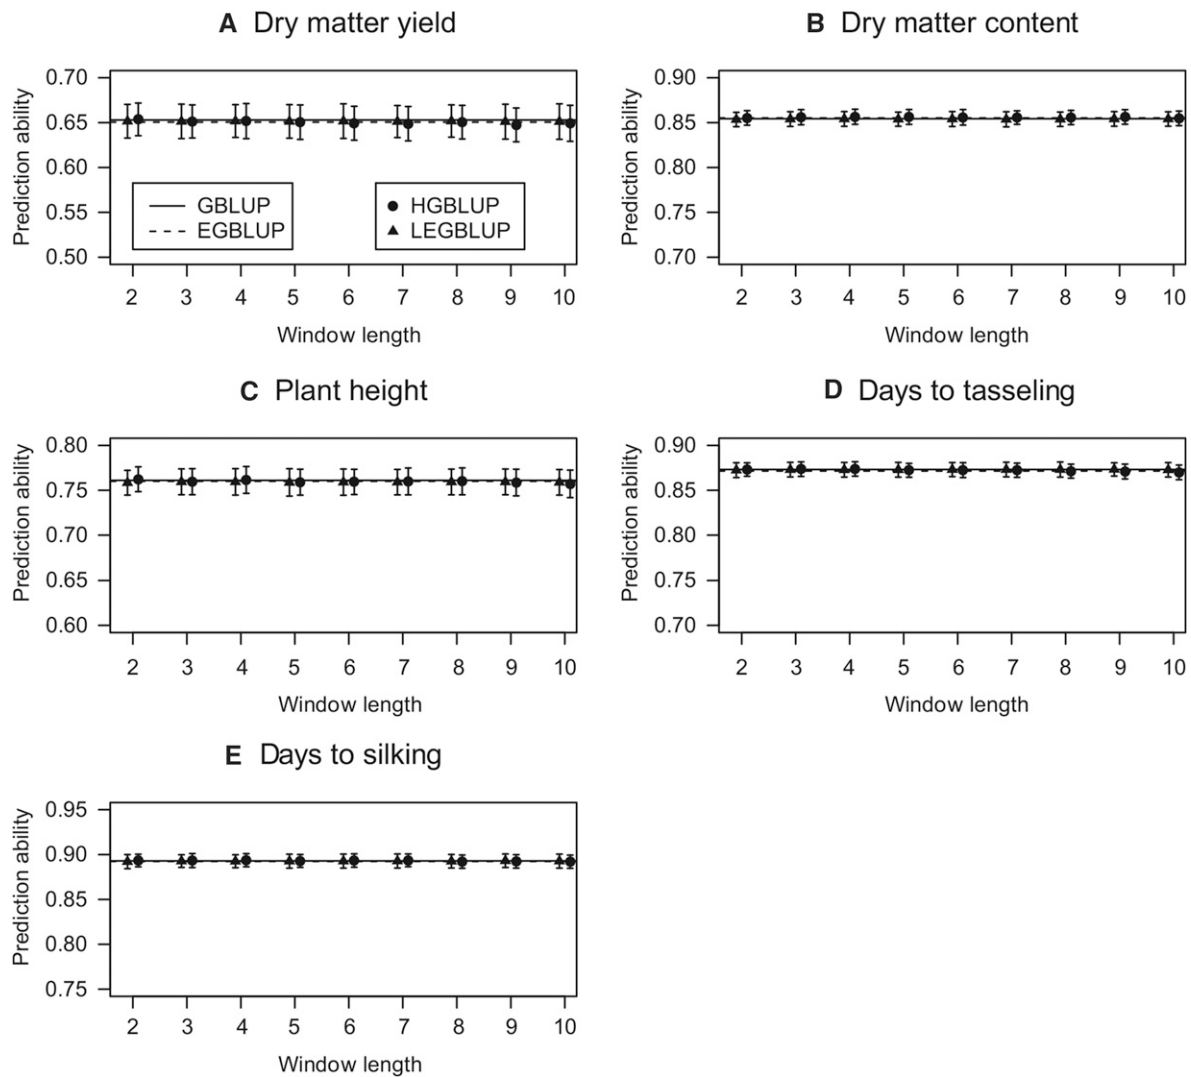 A Dry matter yield
Prediction ability
0.70
0.65
0.60
0.55
0.50
GBLUP
EGBLUP
HGBLUP
LEGBLUP
2 3 4 5 6 7 8 9 10
Window length
B Dry matter content
Prediction ability
0.90
0.85
0.80
0.75
0.70
2 3 4 5 6 7 8 9 10
Window length
C Plant height
Prediction ability
0.80
0.75
0.70
0.65
0.60
2 3 4 5 6 7 8 9 10
Window length
D Days to tasseling
Prediction ability
0.90
0.85
0.80
0.75
0.70
2 3 4 5 6 7 8 9 10
Window length
E Days to silking
Prediction ability
0.95
0.90
0.85
0.80
0.75
2 3 4 5 6 7 8 9 10
Window length